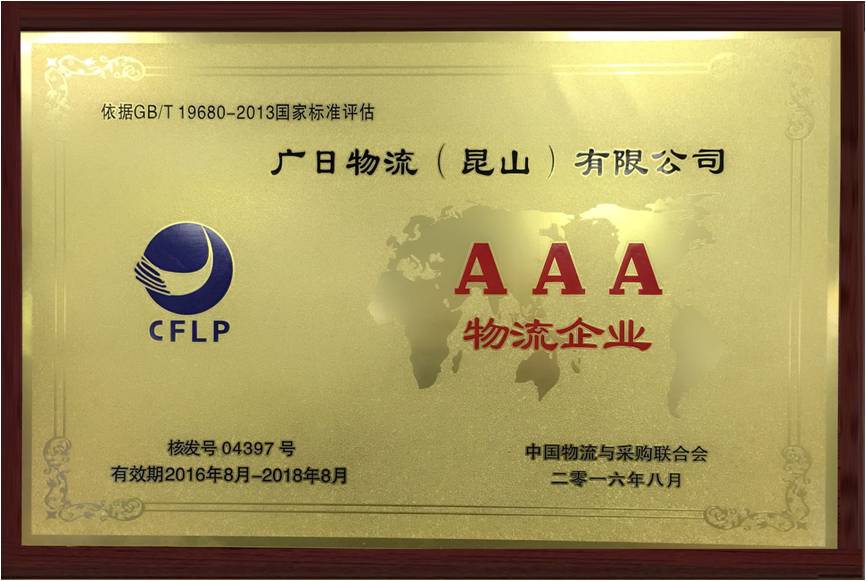 依据GB/T 19680-2013国家标准评估
广日物流（昆山）有限公司
CFLP
AAA
物流企业
核发号 04397 号
有效期2016年8月-2018年8月
中国物流与采购联合会
二零一六年八月